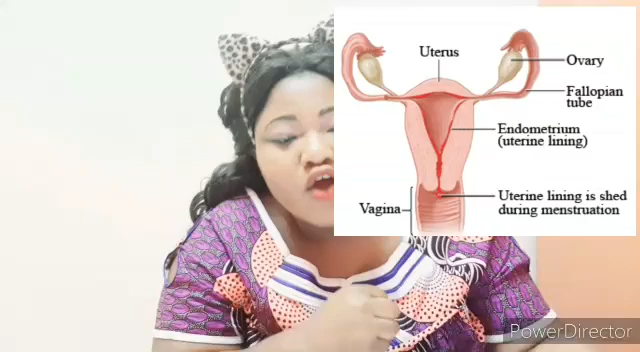 Uterus
Ovary
Fallopian
tube
Endometrium
(uterine lining)
Vagina
Uterine lining is shed
during menstruation
PowerDirector